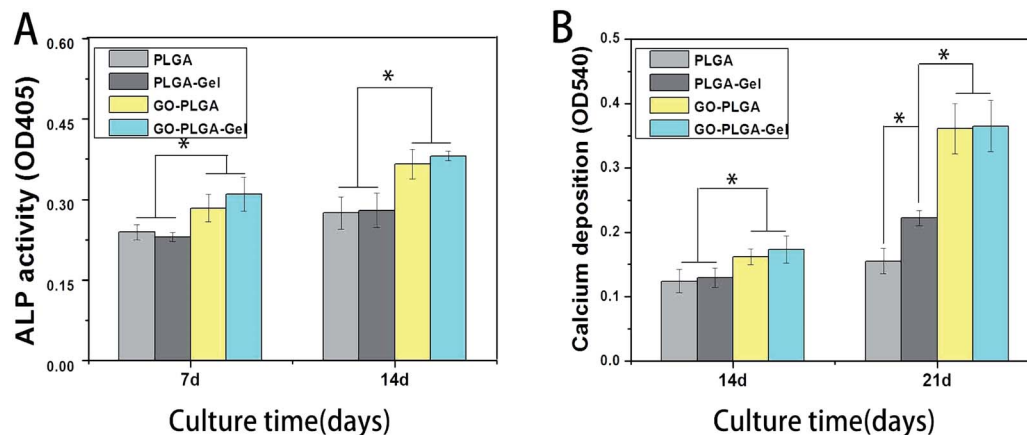 A
ALP activity (OD405)
0.60
0.45
0.30
0.15
0.00
PLGA
PLGA-Gel
GO-PLGA
GO-PLGA-Gel
*
*
7d
14d
Culture time(days)
B
Calcium deposition (OD540)
0.5
0.4
0.3
0.2
0.1
0.0
PLGA
PLGA-Gel
GO-PLGA
GO-PLGA-Gel
*
*
*
14d
21d
Culture time(days)